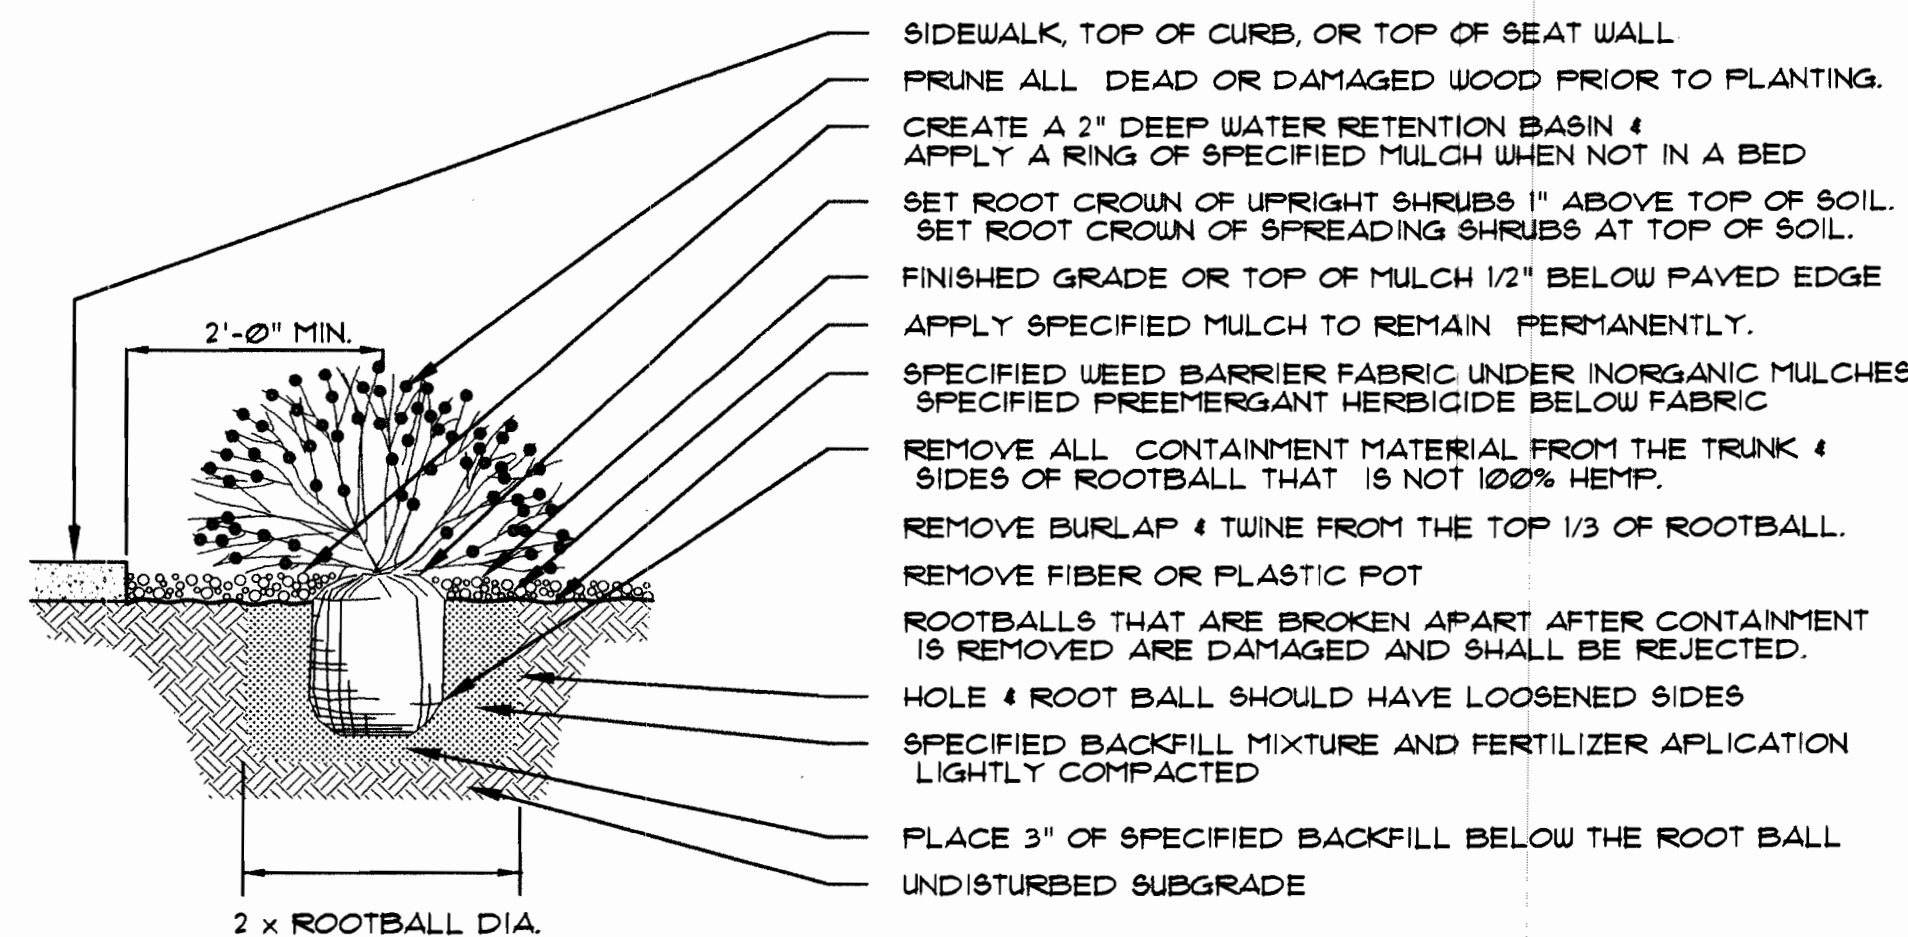 SIDEWALK, TOP OF CURB, OR TOP OF SEAT WALL
PRUNE ALL DEAD OR DAMAGED WOOD PRIOR TO PLANTING.
CREATE A 2" DEEP WATER RETENTION BASIN &
APPLY A RING OF SPECIFIED MULCH WHEN NOT IN A BED
SET ROOT CROWN OF UPRIGHT SHRUBS 1" ABOVE TOP OF SOIL.
SET ROOT CROWN OF SPREADING SHRUBS AT TOP OF SOIL.
FINISHED GRADE OR TOP OF MULCH 1/2" BELOW PAVED EDGE
2'-0" MIN.
APPLY SPECIFIED MULCH TO REMAIN PERMANENTLY.
SPECIFIED WEED BARRIER FABRIC UNDER INORGANIC MULCHES
SPECIFIED PREEMERGANT HERBICIDE BELOW FABRIC
REMOVE ALL CONTAINMENT MATERIAL FROM THE TRUNK &
SIDES OF ROOTBALL THAT IS NOT 100% HEMP.
REMOVE BURLAP & TWINE FROM THE TOP 1/3 OF ROOTBALL.
REMOVE FIBER OR PLASTIC POT
ROOTBALLS THAT ARE BROKEN APART AFTER CONTAINMENT
IS REMOVED ARE DAMAGED AND SHALL BE REJECTED.
HOLE & ROOT BALL SHOULD HAVE LOOSENED SIDES
SPECIFIED BACKFILL MIXTURE AND FERTILIZER APLICATION
LIGHTLY COMPACTED
PLACE 3" OF SPECIFIED BACKFILL BELOW THE ROOT BALL
UNDISTURBED SUBGRADE
2 x ROOTBALL DIA.